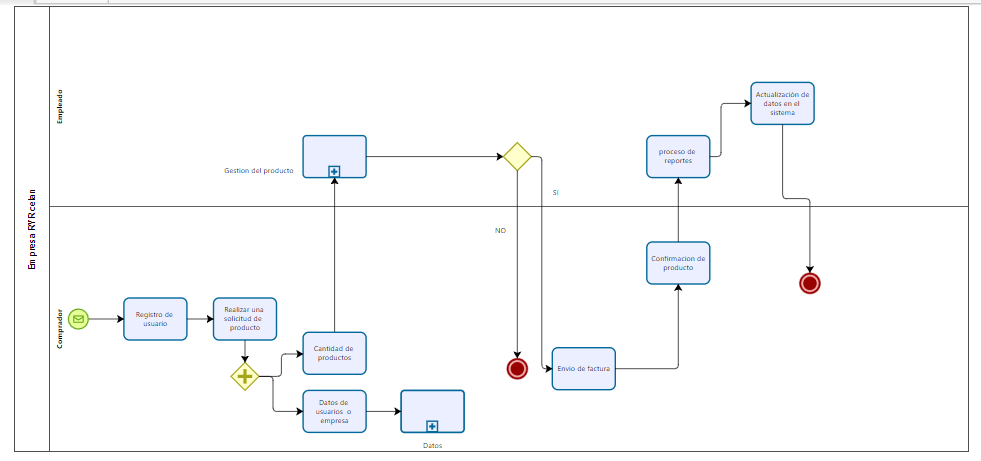 Empresa RYRcelan
Empleado
Actualización de
datos en el
sistema
proceso de
reportes
Gestion del producto
SI
NO
Comprador
Confirmacion de
producto
Registro de
usuario
Realizar una
solicitud de
producto
Cantidad de
productos
Envio de factura
Datos de
usuarios o
empresa
Datos